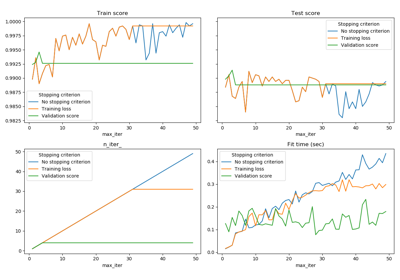 Train score
1.0000
0.9975
0.9950
0.9925
0.9900
0.9875
0.9850
0.9825
Stopping criterion
No stopping criterion
Training loss
Validation score
0 10 20 30 40 50
max_iter
Test score
Stopping criterion
No stopping criterion
Training loss
Validation score
0 10 20 30 40 50
max_iter
n_iter_
50
40
30
20
10
0
Stopping criterion
No stopping criterion
Training loss
Validation score
0 10 20 30 40 50
max_iter
Fit time (sec)
0.4
0.3
0.2
0.1
0.0
Stopping criterion
No stopping criterion
Training loss
Validation score
0 10 20 30 40 50
max_iter